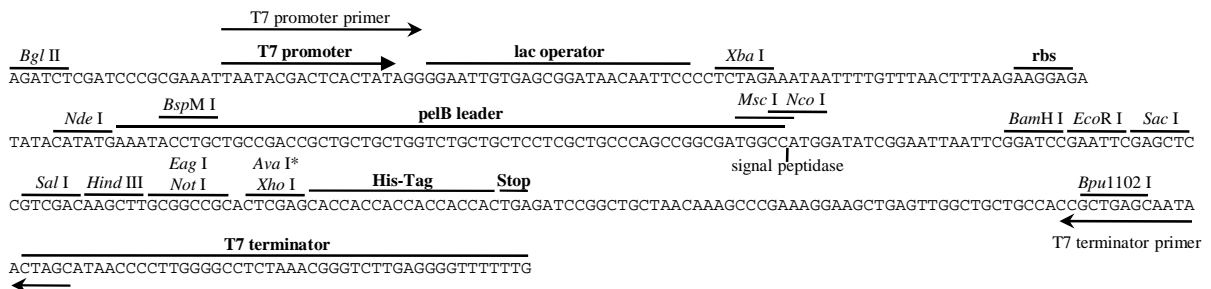 T7 promoter primer
Bgl II T7 promoter lac operator Xba I rbs
AGATCTCGATCCCGCGAAATTAATACGACTCACTATAGGGGAATTGTGAGCGGATAACAATTCCCCTCTAGAAATAATTTTGTTTAACTTTAAGAAGGAGA
Nde I BspM I pelB leader Msc I Nco I BamH I EcoR I Sac I
TATACATATGAAATACCTGCTGCCGACCGCTGCTGCTGGTCTGCTGCTCCTCGCTGCCCAGCCGGCGATGGCCATGGATATCGGAATTAATTCGGATCCGAATTCGAGCTC
signal peptidase
Eag I Ava I*
Sal I Hind III Not I Xho I His-Tag Stop Bpu1102 I
CGTCGACAAGCTTGCGGCCGCACTCGAGCACCACCACCACCACCACTGAGATCCGGCTGCTAACAAAGCCCGAAAGGAAGCTGAGTTGGCTGCTGCCACCGCTGAGCAATA
T7 terminator T7 terminator primer
ACTAGCATAACCCCTTGGGGCCTCTAAACGGGTCTTGAGGGGTTTTTTG